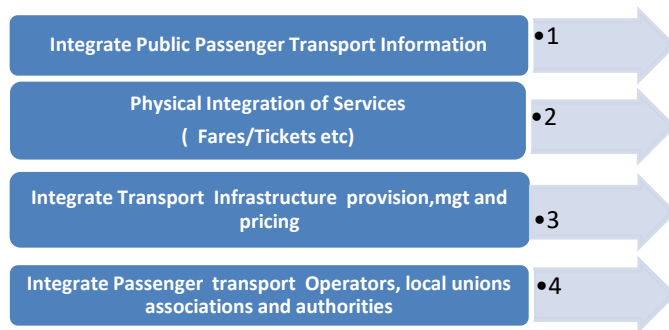 Integrate Public Passenger Transport Information
•1
Physical Integration of Services
( Fares/Tickets etc)
•2
Integrate Transport Infrastructure provision,mgt and
pricing
•3
Integrate Passenger transport Operators, local unions
associations and authorities
•4